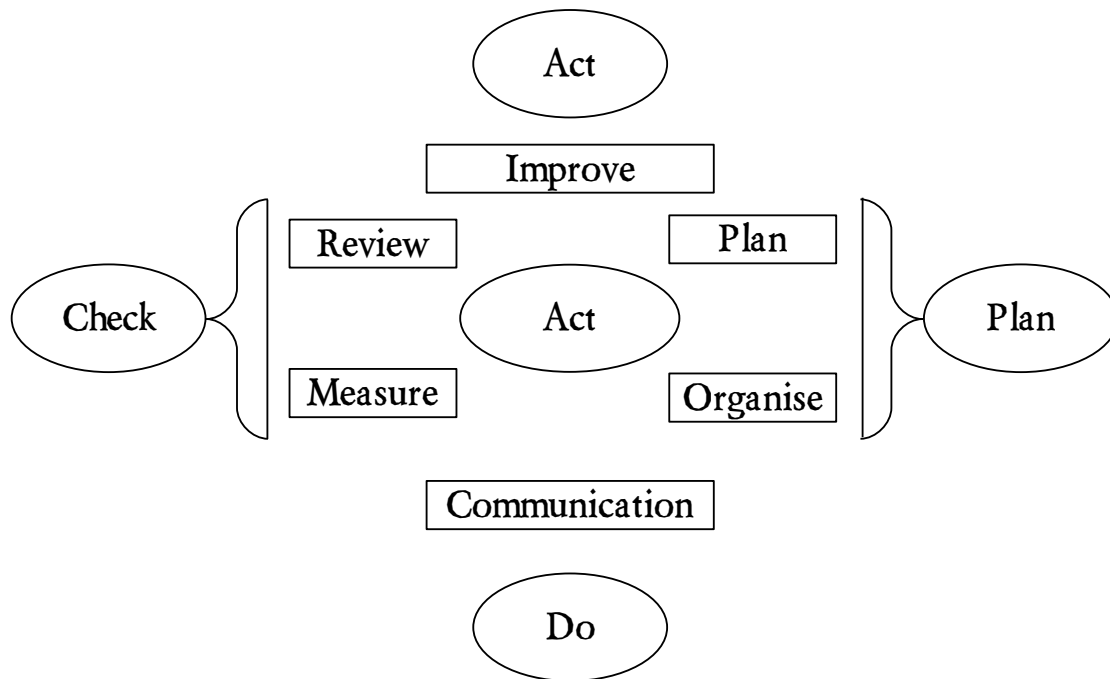 Act
Improve
Review
Plan
Check
Act
Plan
Measure
Organise
Communication
Do